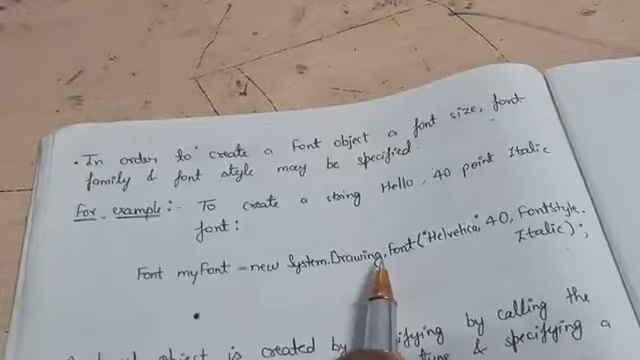 • In order to create a font object a font size, font
family & font style may be specified.
For example :- To create a string Hello, 40 point Italic
font :
Font myFont = new System.Drawing.Font("Helvetica", 40, FontStyle.
Italic);
object is created by ifying by calling the
& specifying a